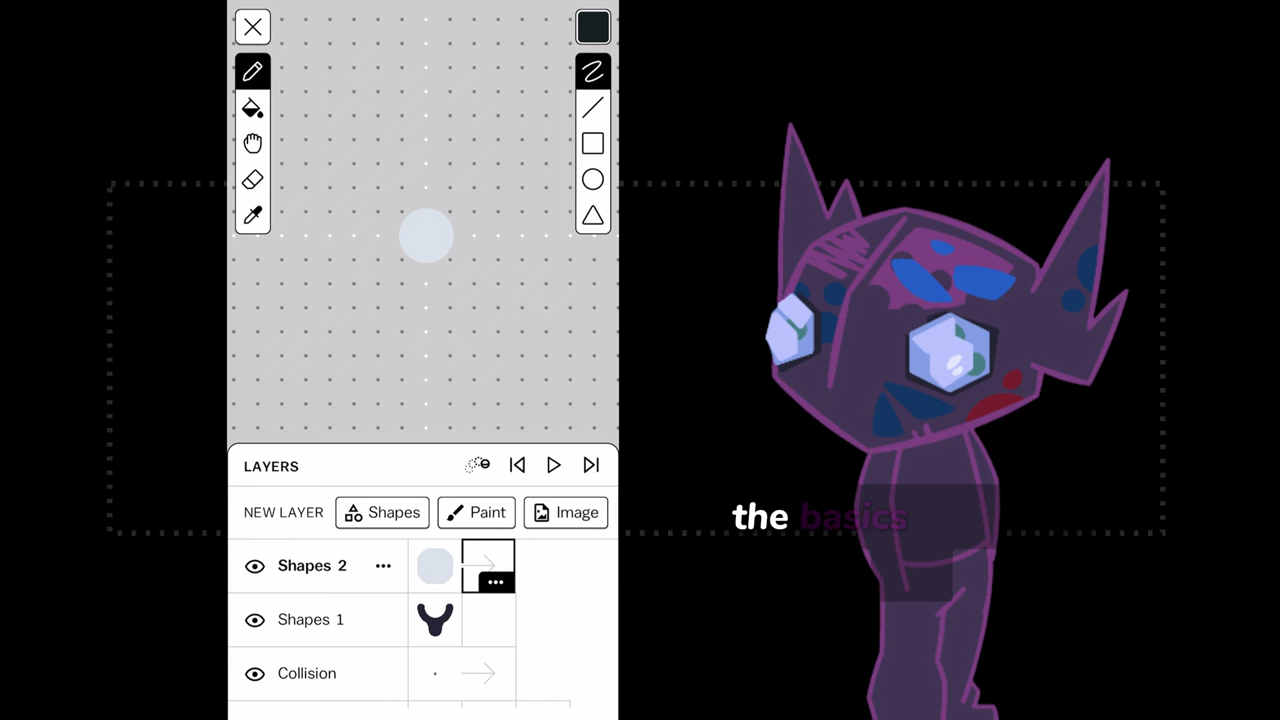 LAYERS
NEW LAYER Shapes Paint Image
Shapes 2
Shapes 1
Collision
the basics